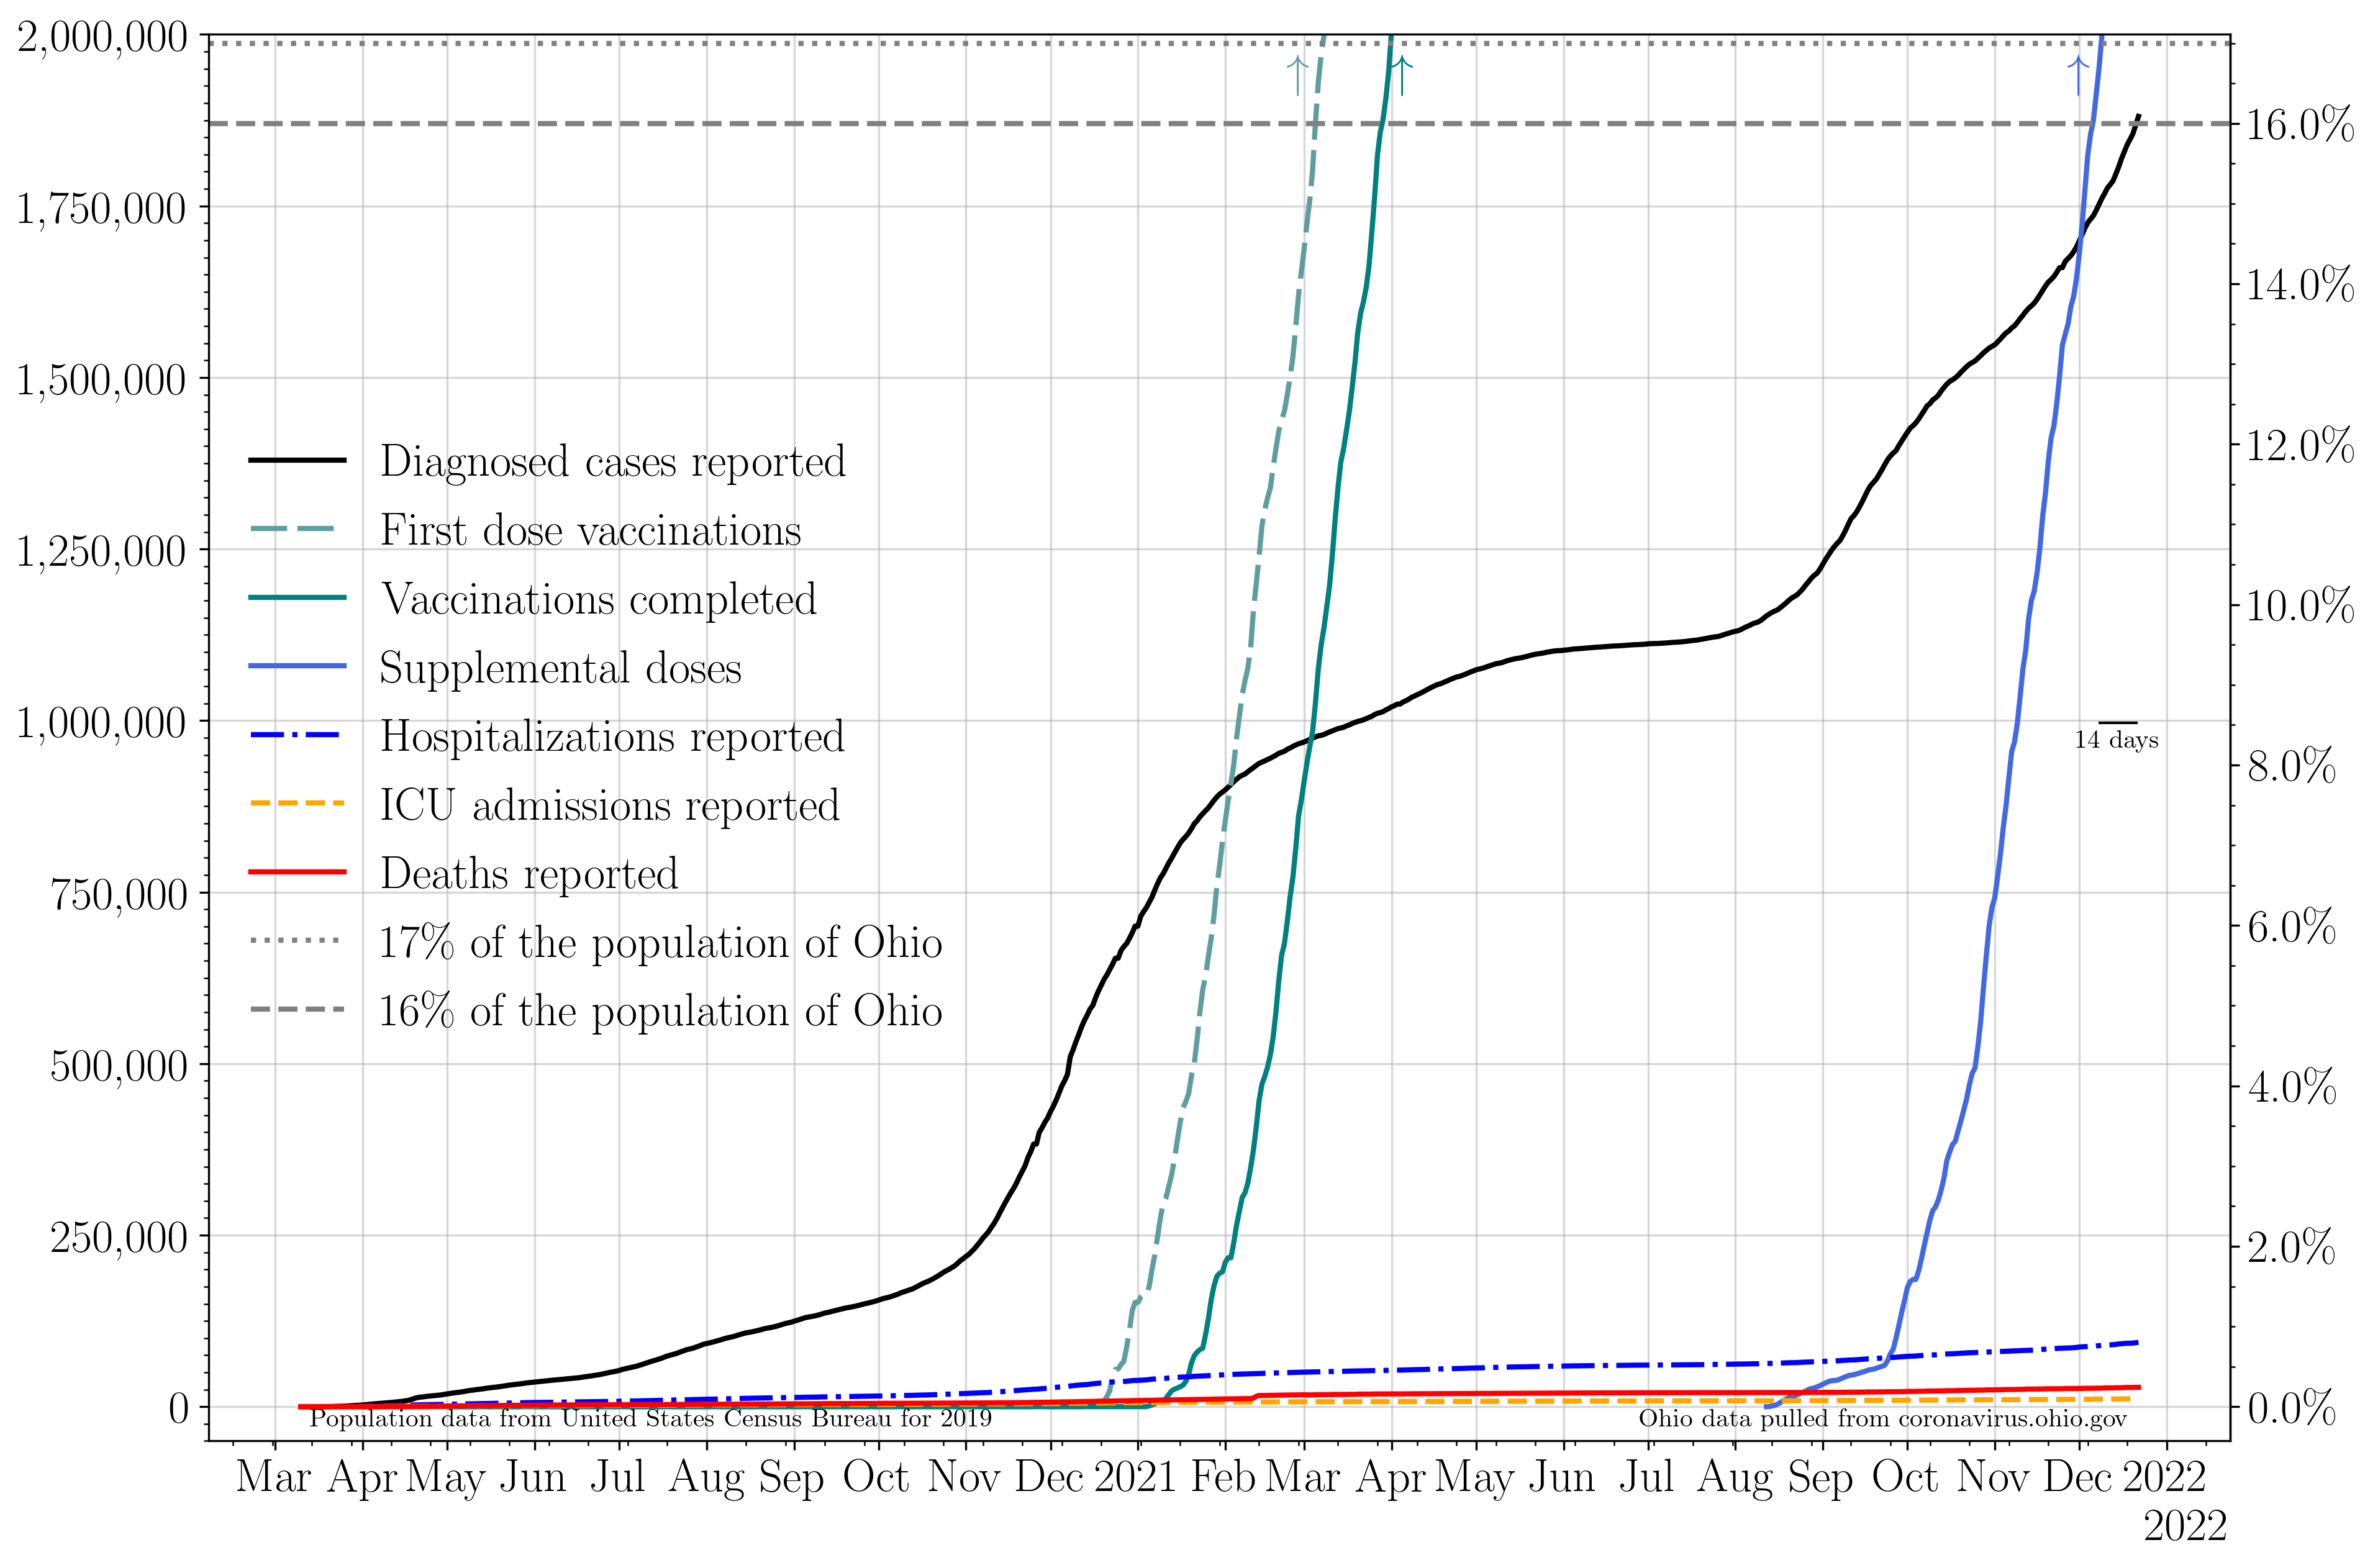 2,000,000
1,750,000
1,500,000
1,250,000
1,000,000
750,000
500,000
250,000
0
16.0%
14.0%
12.0%
10.0%
8.0%
6.0%
4.0%
2.0%
0.0%
Diagnosed cases reported
First dose vaccinations
Vaccinations completed
Supplemental doses
Hospitalizations reported
ICU admissions reported
Deaths reported
17% of the population of Ohio
16% of the population of Ohio
14 days
Population data from United States Census Bureau for 2019
Ohio data pulled from coronavirus.ohio.gov
Mar Apr May Jun Jul Aug Sep Oct Nov Dec 2021 Feb Mar Apr May Jun Jul Aug Sep Oct Nov Dec 2022
2022